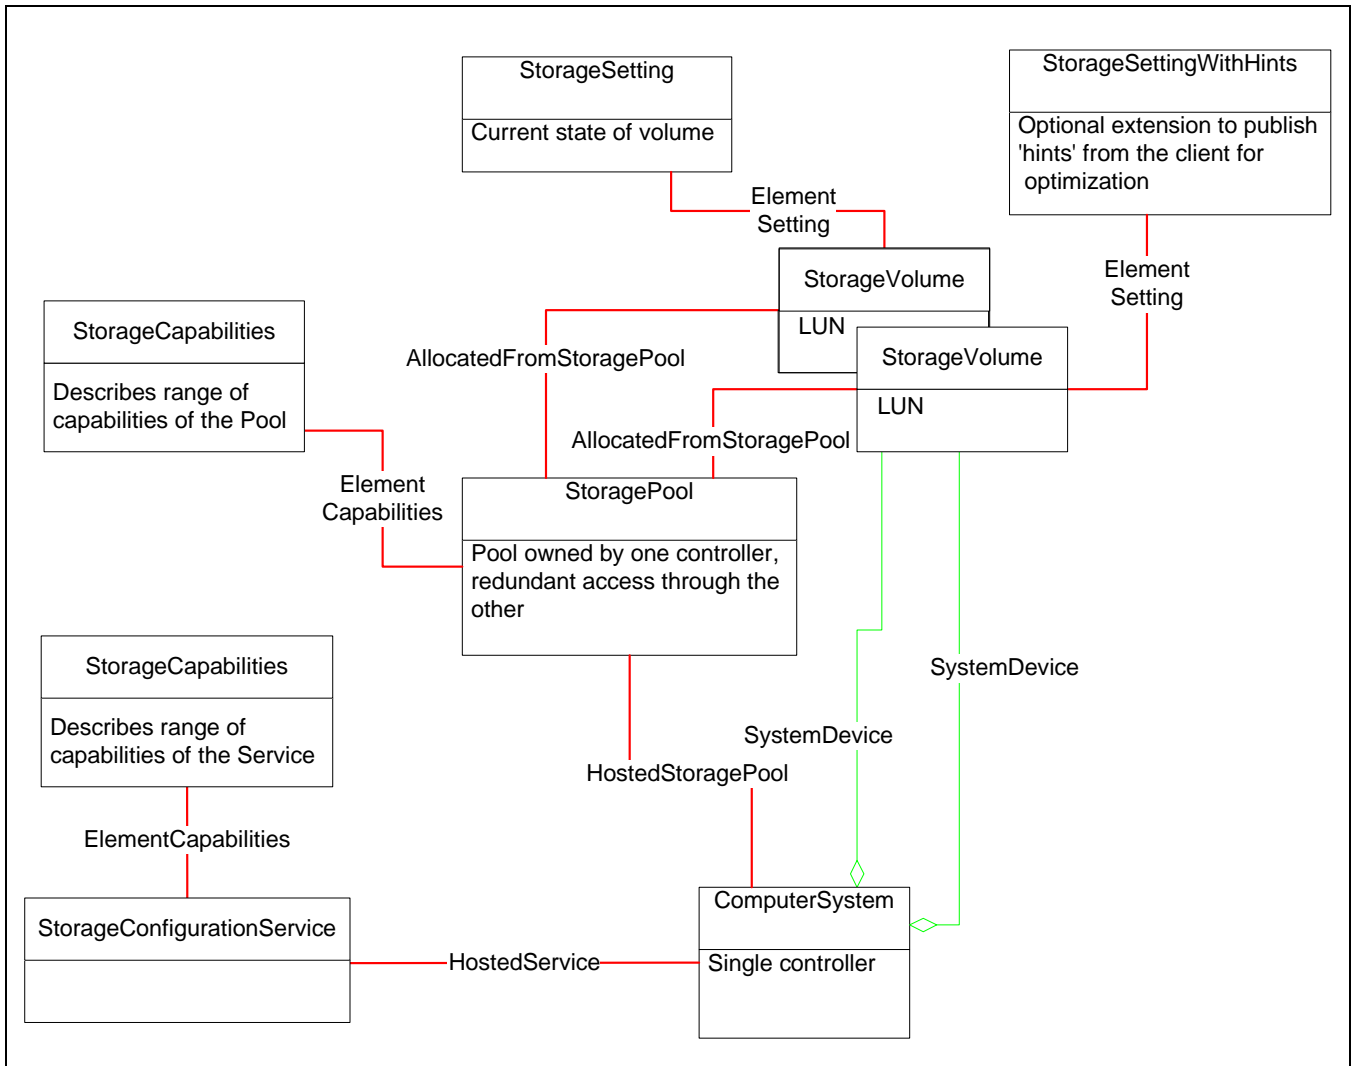 StorageSetting
Current state of volume
StorageSettingWithHints
Optional extension to publish
'hints' from the client for
optimization
Element
Setting
Element
Setting
StorageVolume
LUN
StorageVolume
LUN
StorageCapabilities
Describes range of
capabilities of the Pool
AllocatedFromStoragePool
AllocatedFromStoragePool
Element
Capabilities
StoragePool
Pool owned by one controller,
redundant access through the
other
StorageCapabilities
Describes range of
capabilities of the Service
SystemDevice
SystemDevice
HostedStoragePool
ElementCapabilities
ComputerSystem
Single controller
StorageConfigurationService
HostedService